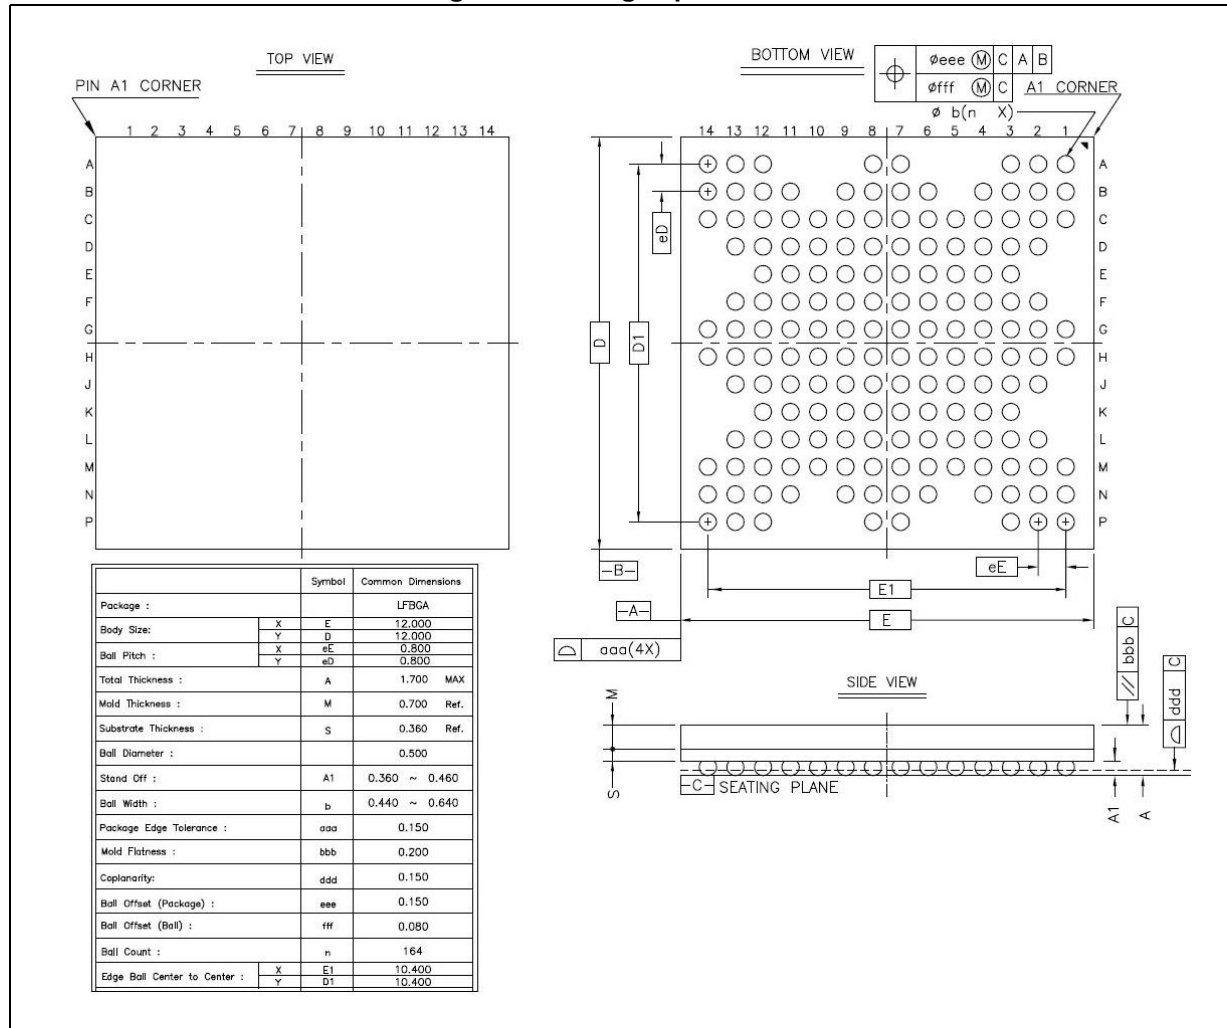 TOP VIEW
PIN A1 CORNER
1 2 3 4 5 6 7 8 9 10 11 12 13 14
A
B
C
D
E
F
G
H
J
K
L
M
N
P
BOTTOM VIEW
Øeee Ⓜ C A B
Øfff Ⓜ C
A1 CORNER
Ø b(n X)
14 13 12 11 10 9 8 7 6 5 4 3 2 1
A
B
C
D
E
F
G
H
J
K
L
M
N
P
eD
D
D1
eE
E1
E
-B-
-A-
aaa(4X)
SIDE VIEW
M
S
-C- SEATING PLANE
// bbb C
ddd C
A1
A
Symbol Common Dimensions
Package : LFBGA
Body Size: X E 12.000
Y D 12.000
Ball Pitch : X eE 0.800
Y eD 0.800
Total Thickness : A 1.700 MAX
Mold Thickness : M 0.700 Ref.
Substrate Thickness : S 0.360 Ref.
Ball Diameter : 0.500
Stand Off : A1 0.360 ~ 0.460
Ball Width : b 0.440 ~ 0.640
Package Edge Tolerance : aaa 0.150
Mold Flatness : bbb 0.200
Coplanarity: ddd 0.150
Ball Offset (Package) : eee 0.150
Ball Offset (Ball) : fff 0.080
Ball Count : n 164
Edge Ball Center to Center : X E1 10.400
Y D1 10.400